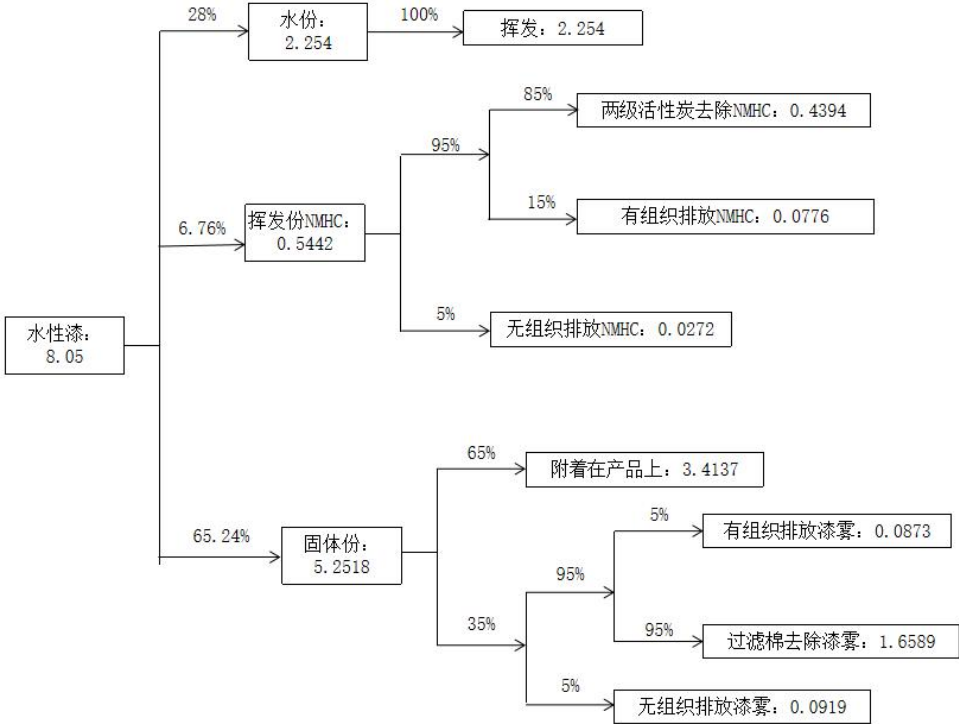 28%
水份：
2.254
100%
挥发：2.254
85%
两级活性炭去除NMHC：0.4394
95%
15%
有组织排放NMHC：0.0776
6.76%
挥发份NMHC：
0.5442
5%
无组织排放NMHC：0.0272
水性漆：
8.05
65%
附着在产品上：3.4137
65.24%
固体份：
5.2518
5%
有组织排放漆雾：0.0873
95%
35%
95%
过滤棉去除漆雾：1.6589
5%
无组织排放漆雾：0.0919